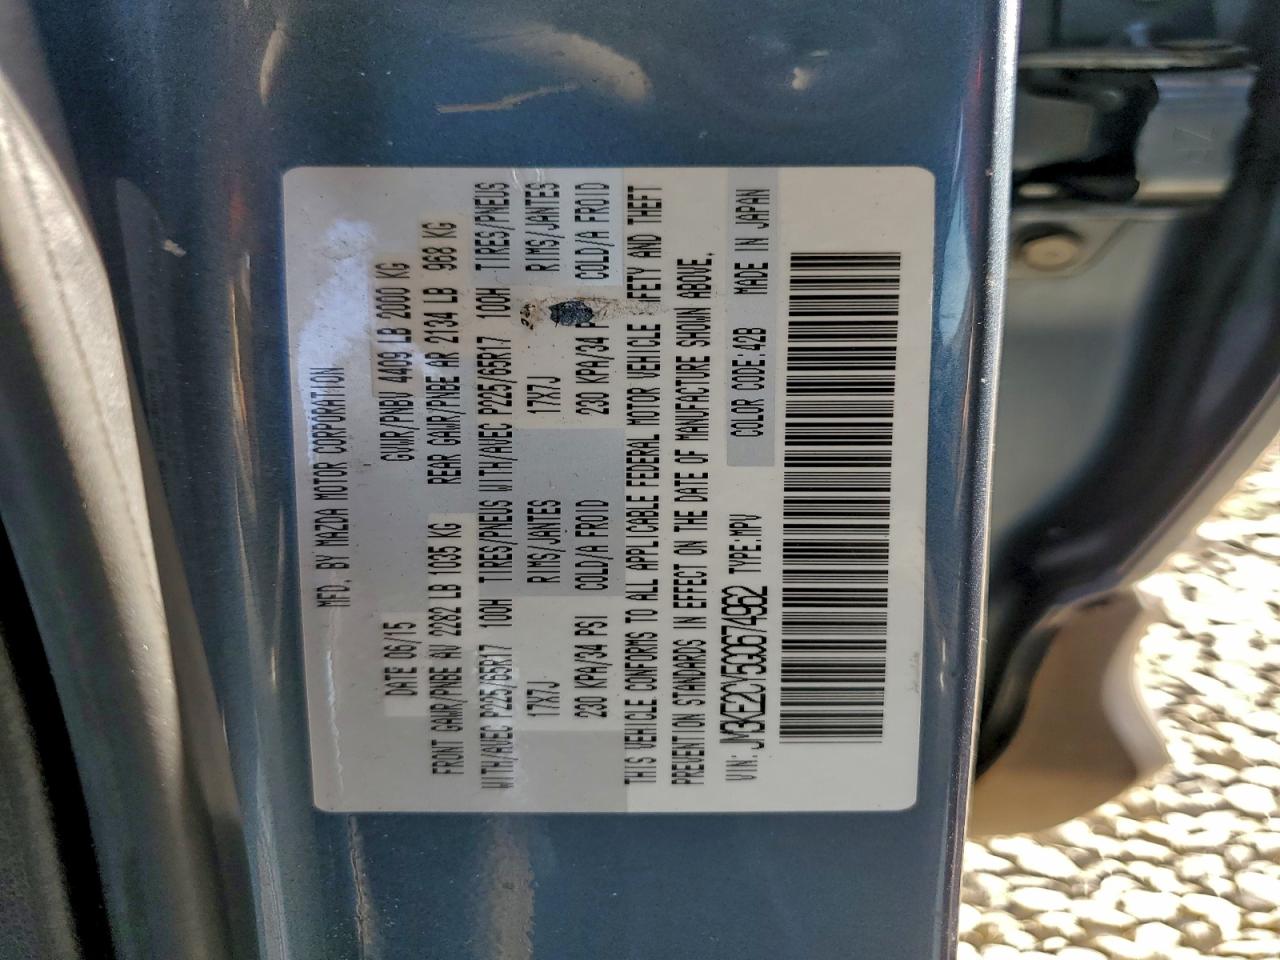 MFD. BY MAZDA MOTOR CORPORATION
DATE 06/15 GVWR/PNBV 4409 LB 2000 KG
FRONT GAWR/PNBE AV 2282 LB 1035 KG REAR GAWR/PNBE AR 2134 LB 968 KG
WITH/AVEC P225/65R17 100H TIRES/PNEUS WITH/AVEC P225/65R17 100H TIRES/PNEUS
17X7J RIMS/JANTES 17X7J RIMS/JANTES
230 KPA/34 PSI COLD/A FROID 230 KPA/34 P COLD/A FROID
THIS VEHICLE CONFORMS TO ALL APPLICABLE FEDERAL MOTOR VEHICLE AFETY AND THEFT
PREVENTION STANDARDS IN EFFECT ON THE DATE OF MANUFACTURE SHOWN ABOVE.
VIN: JM3KE2CY5G0674962 TYPE:MPV COLOR CODE:42B MADE IN JAPAN